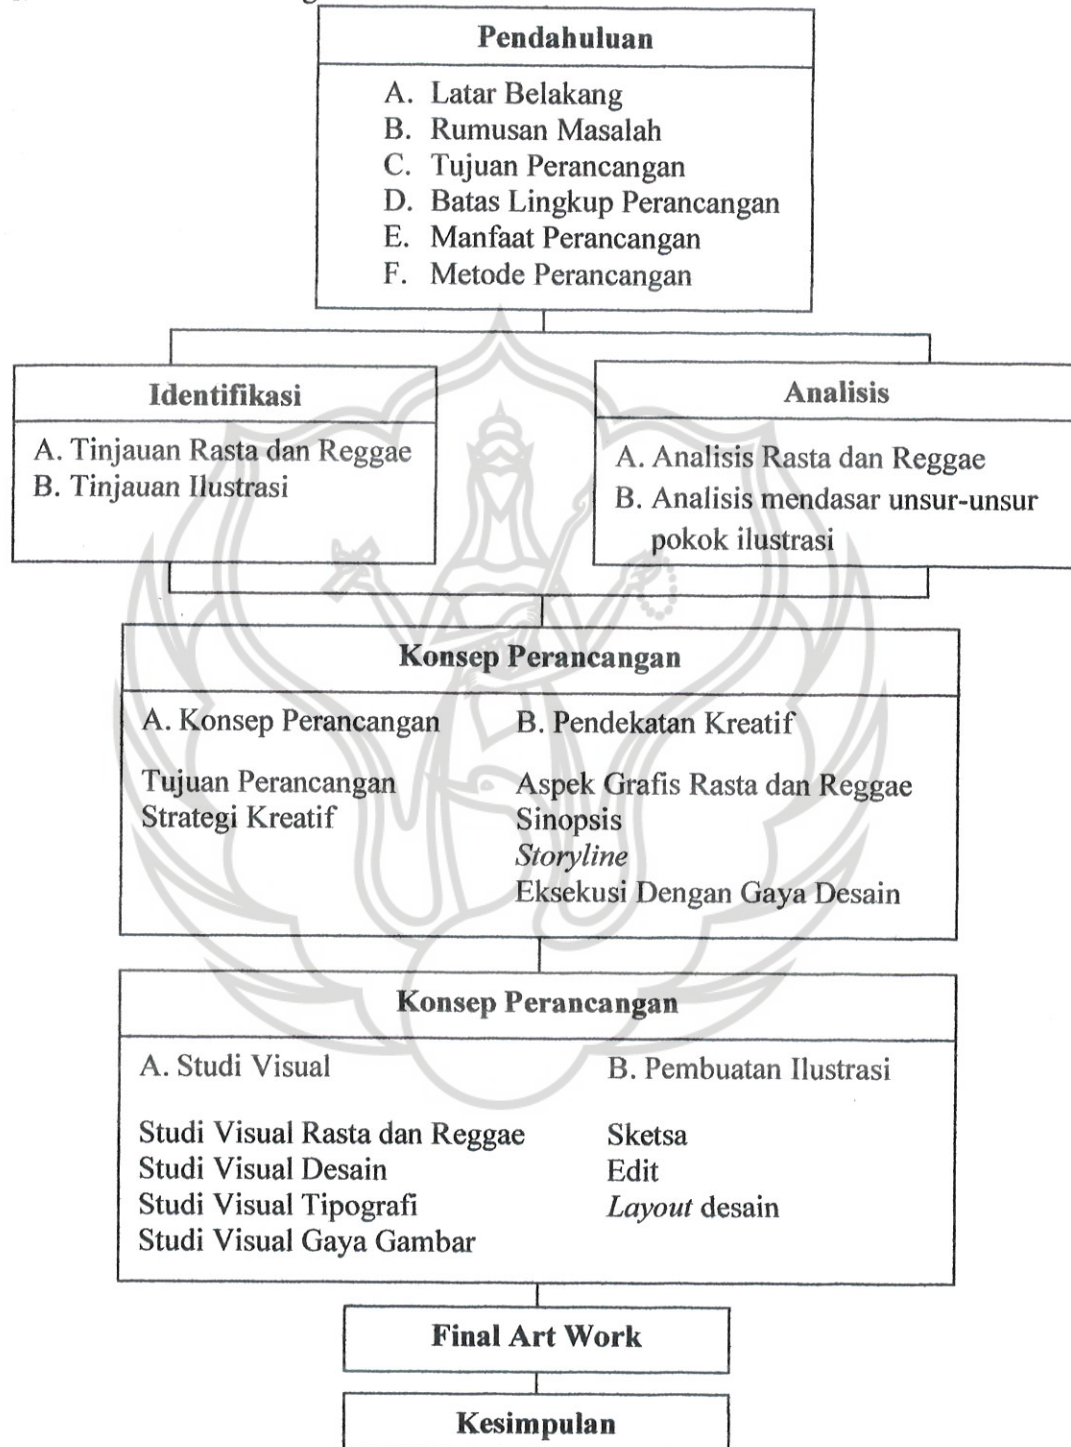 Pendahuluan
A. Latar Belakang
B. Rumusan Masalah
C. Tujuan Perancangan
D. Batas Lingkup Perancangan
E. Manfaat Perancangan
F. Metode Perancangan
Identifikasi
A. Tinjauan Rasta dan Reggae
B. Tinjauan Ilustrasi
Analisis
A. Analisis Rasta dan Reggae
B. Analisis mendasar unsur-unsur
pokok ilustrasi
Konsep Perancangan
A. Konsep Perancangan
Tujuan Perancangan
Strategi Kreatif
B. Pendekatan Kreatif
Aspek Grafis Rasta dan Reggae
Sinopsis
Storyline
Eksekusi Dengan Gaya Desain
Konsep Perancangan
A. Studi Visual
Studi Visual Rasta dan Reggae
Studi Visual Desain
Studi Visual Tipografi
Studi Visual Gaya Gambar
B. Pembuatan Ilustrasi
Sketsa
Edit
Layout desain
Final Art Work
Kesimpulan